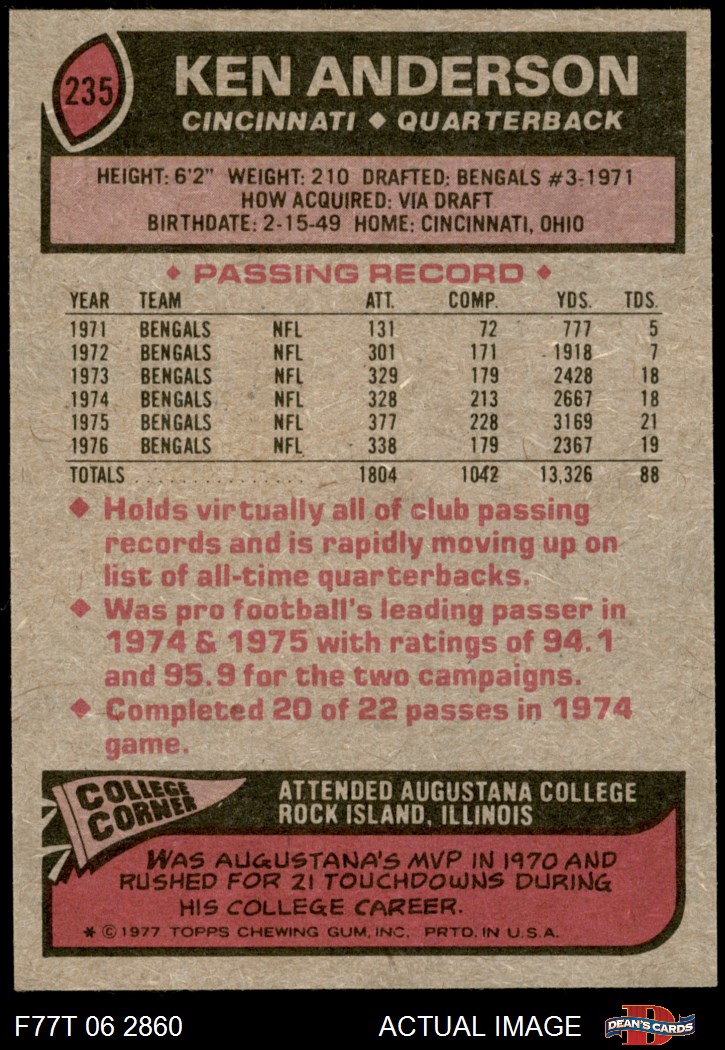 235
KEN ANDERSON
CINCINNATI ◆ QUARTERBACK
HEIGHT: 6'2" WEIGHT: 210 DRAFTED: BENGALS #3-1971
HOW ACQUIRED: VIA DRAFT
BIRTHDATE: 2-15-49 HOME: CINCINNATI, OHIO
◆ PASSING RECORD ◆
YEAR TEAM ATT. COMP. YDS. TDS.
1971 BENGALS NFL 131 72 777 5
1972 BENGALS NFL 301 171 1918 7
1973 BENGALS NFL 329 179 2428 18
1974 BENGALS NFL 328 213 2667 18
1975 BENGALS NFL 377 228 3169 21
1976 BENGALS NFL 338 179 2367 19
TOTALS . . . . . . . . . . . . . . 1804 1042 13,326 88
◆ Holds virtually all of club passing
records and is rapidly moving up on
list of all-time quarterbacks.
◆ Was pro football's leading passer in
1974 & 1975 with ratings of 94.1
and 95.9 for the two campaigns.
◆ Completed 20 of 22 passes in 1974
game.
COLLEGE
CORNER
ATTENDED AUGUSTANA COLLEGE
ROCK ISLAND, ILLINOIS
WAS AUGUSTANA'S MVP IN 1970 AND
RUSHED FOR 21 TOUCHDOWNS DURING
HIS COLLEGE CAREER.
* © 1977 TOPPS CHEWING GUM, INC. PRTD. IN U.S.A.
F77T 06 2860 ACTUAL IMAGE
D
DEAN'S CARDS